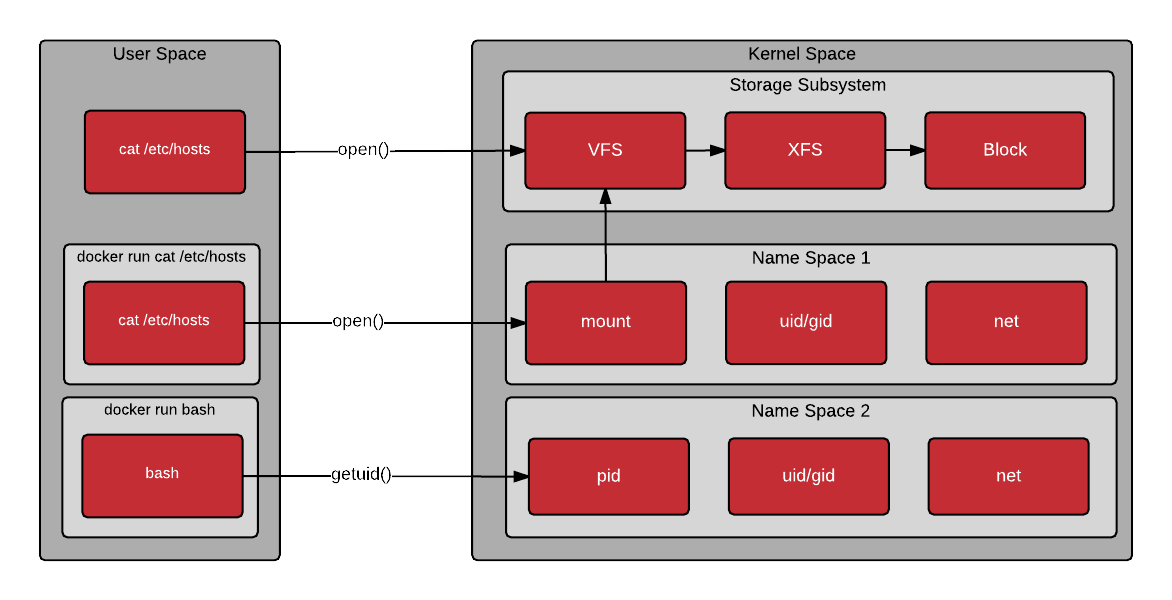 User Space
Kernel Space
Storage Subsystem
cat /etc/hosts
open()
VFS
XFS
Block
docker run cat /etc/hosts
Name Space 1
cat /etc/hosts
open()
mount
uid/gid
net
docker run bash
Name Space 2
bash
getuid()
pid
uid/gid
net